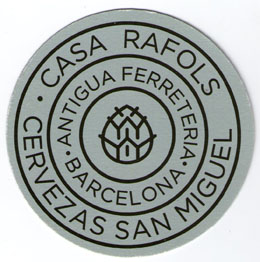 CASA RAFOLS
CERVEZAS SAN MIGUEL
ANTIGUA FERRETERIA
BARCELONA